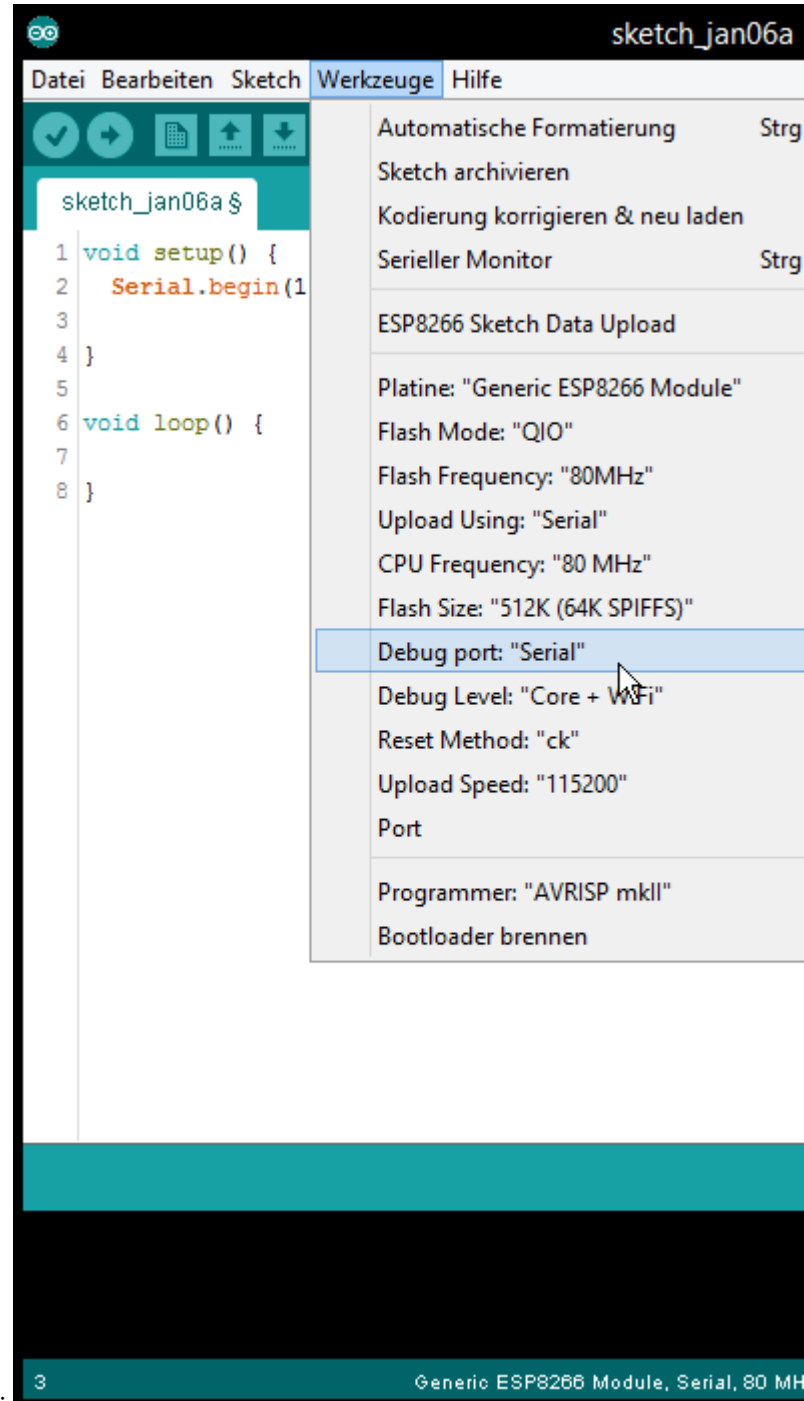 sketch_jan06a
Datei Bearbeiten Sketch Werkzeuge Hilfe
sketch_jan06a §
1 void setup() {
2 Serial.begin(1
3
4 }
5
6 void loop() {
7
8 }
Automatische Formatierung Strg
Sketch archivieren
Kodierung korrigieren & neu laden
Serieller Monitor Strg
ESP8266 Sketch Data Upload
Platine: "Generic ESP8266 Module"
Flash Mode: "QIO"
Flash Frequency: "80MHz"
Upload Using: "Serial"
CPU Frequency: "80 MHz"
Flash Size: "512K (64K SPIFFS)"
Debug port: "Serial"
Debug Level: "Core + WiFi"
Reset Method: "ck"
Upload Speed: "115200"
Port
Programmer: "AVRISP mkII"
Bootloader brennen
3 Generic ESP8266 Module, Serial, 80 MH
.